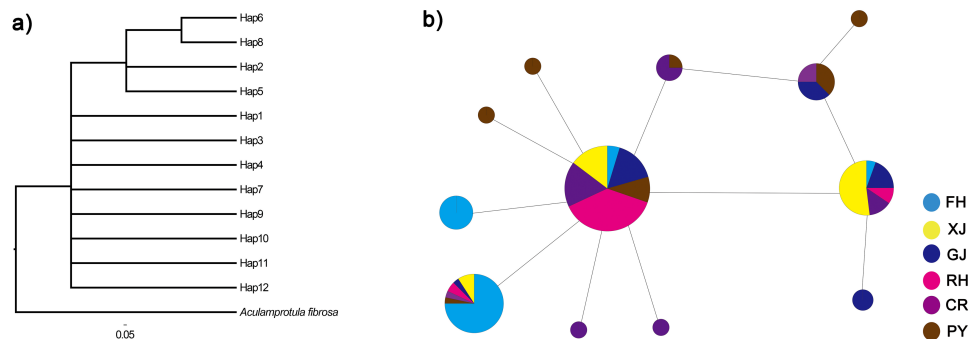 a)
Hap6
Hap8
Hap2
Hap5
Hap1
Hap3
Hap4
Hap7
Hap9
Hap10
Hap11
Hap12
Aculamprotula fibrosa
0.05
b)
FH
XJ
GJ
RH
CR
PY